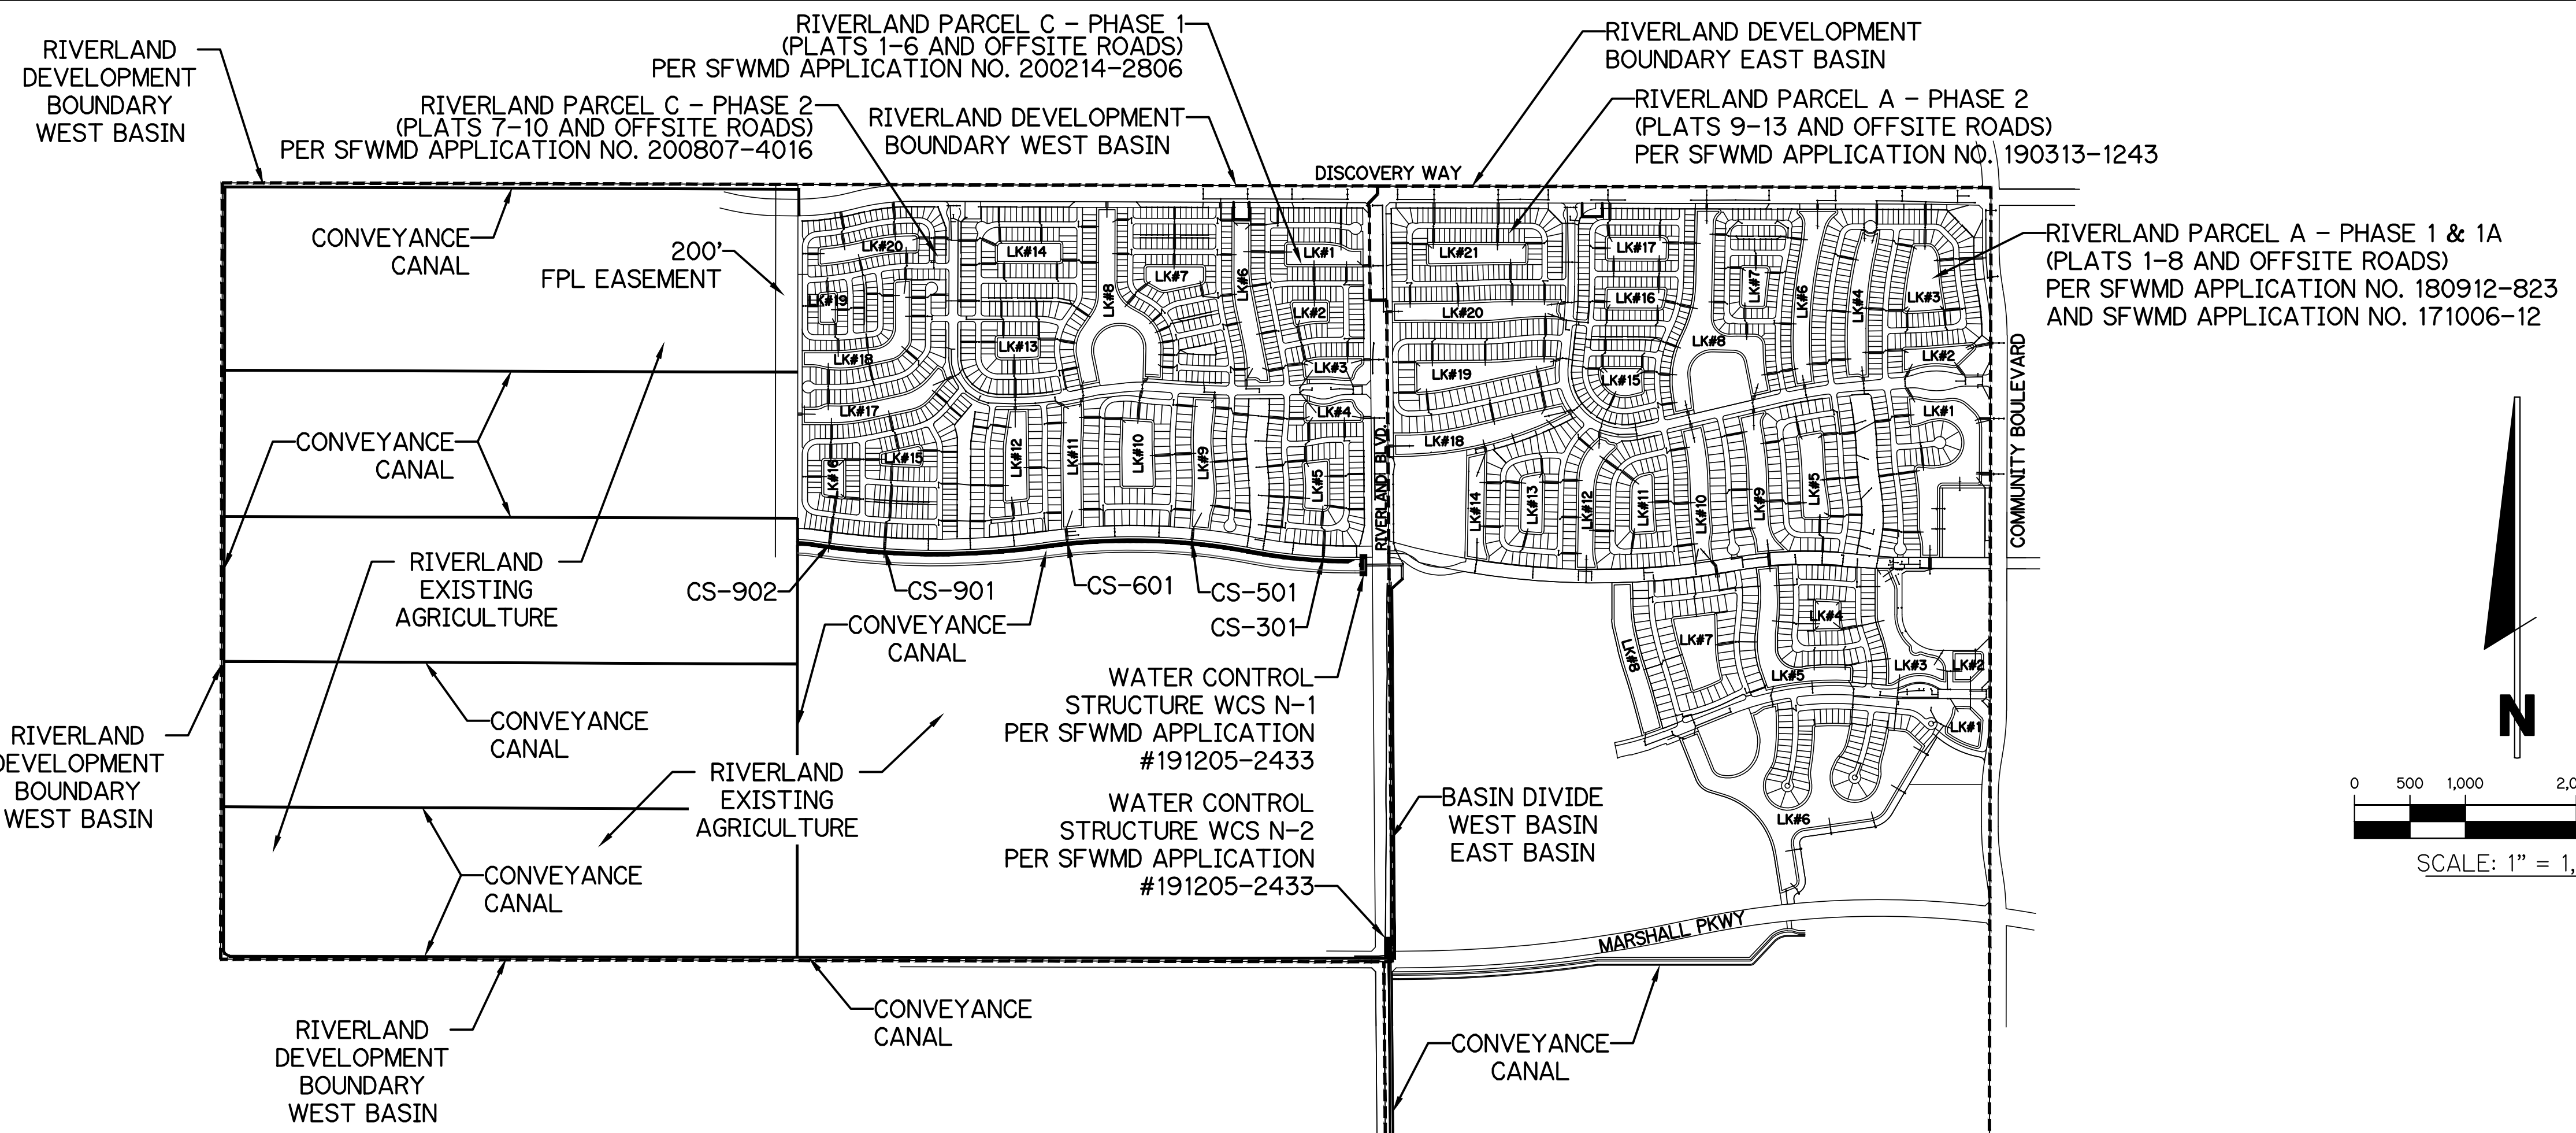 RIVERLAND
DEVELOPMENT
BOUNDARY
WEST BASIN
RIVERLAND PARCEL C - PHASE 1
(PLATS 1-6 AND OFFSITE ROADS)
PER SFWMD APPLICATION NO. 200214-2806
RIVERLAND PARCEL C - PHASE 2
(PLATS 7-10 AND OFFSITE ROADS)
PER SFWMD APPLICATION NO. 200807-4016
RIVERLAND DEVELOPMENT
BOUNDARY WEST BASIN
RIVERLAND DEVELOPMENT
BOUNDARY EAST BASIN
RIVERLAND PARCEL A - PHASE 2
(PLATS 9-13 AND OFFSITE ROADS)
PER SFWMD APPLICATION NO. 190313-1243
DISCOVERY WAY
RIVERLAND PARCEL A - PHASE 1 & 1A
(PLATS 1-8 AND OFFSITE ROADS)
PER SFWMD APPLICATION NO. 180912-823
AND SFWMD APPLICATION NO. 171006-12
CONVEYANCE
CANAL
200'
FPL EASEMENT
LK#20
LK#14
LK#7
LK#6
LK#1
LK#19
LK#8
LK#2
LK#13
LK#18
LK#3
LK#17
LK#4
LK#12
LK#11
LK#10
LK#9
LK#16
LK#15
LK#5
RIVERLAND BLVD.
LK#21
LK#17
LK#7
LK#6
LK#4
LK#3
LK#16
LK#20
LK#8
LK#2
LK#19
LK#15
LK#1
LK#18
LK#14
LK#13
LK#12
LK#11
LK#10
LK#9
LK#5
COMMUNITY BOULEVARD
CONVEYANCE
CANAL
RIVERLAND
EXISTING
AGRICULTURE
CS-902
CS-901
CS-601
CS-501
CS-301
CONVEYANCE
CANAL
LK#4
LK#7
LK#8
LK#3
LK#2
LK#5
LK#1
LK#6
WATER CONTROL
STRUCTURE WCS N-1
PER SFWMD APPLICATION
#191205-2433
CONVEYANCE
CANAL
RIVERLAND
DEVELOPMENT
BOUNDARY
WEST BASIN
RIVERLAND
EXISTING
AGRICULTURE
WATER CONTROL
STRUCTURE WCS N-2
PER SFWMD APPLICATION
#191205-2433
BASIN DIVIDE
WEST BASIN
EAST BASIN
CONVEYANCE
CANAL
MARSHALL PKWY
CONVEYANCE
CANAL
RIVERLAND
DEVELOPMENT
BOUNDARY
WEST BASIN
CONVEYANCE
CANAL
N
0 500 1,000 2,0
SCALE: 1" = 1,